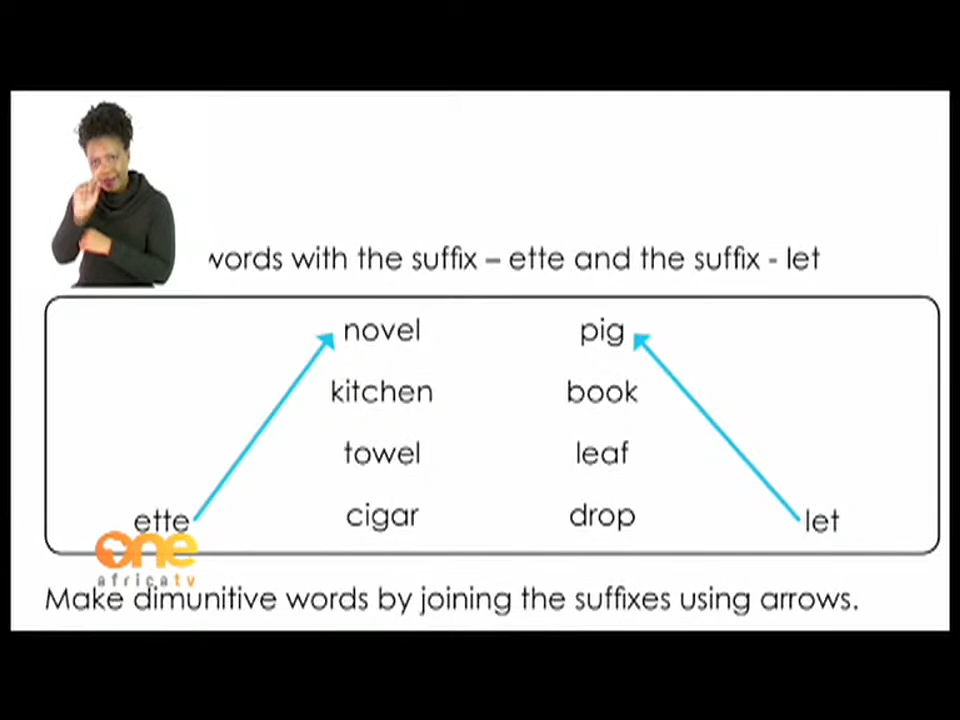 words with the suffix – ette and the suffix - let
novel pig
kitchen book
towel leaf
cigar drop
ette let
one
africa tv
Make dimunitive words by joining the suffixes using arrows.